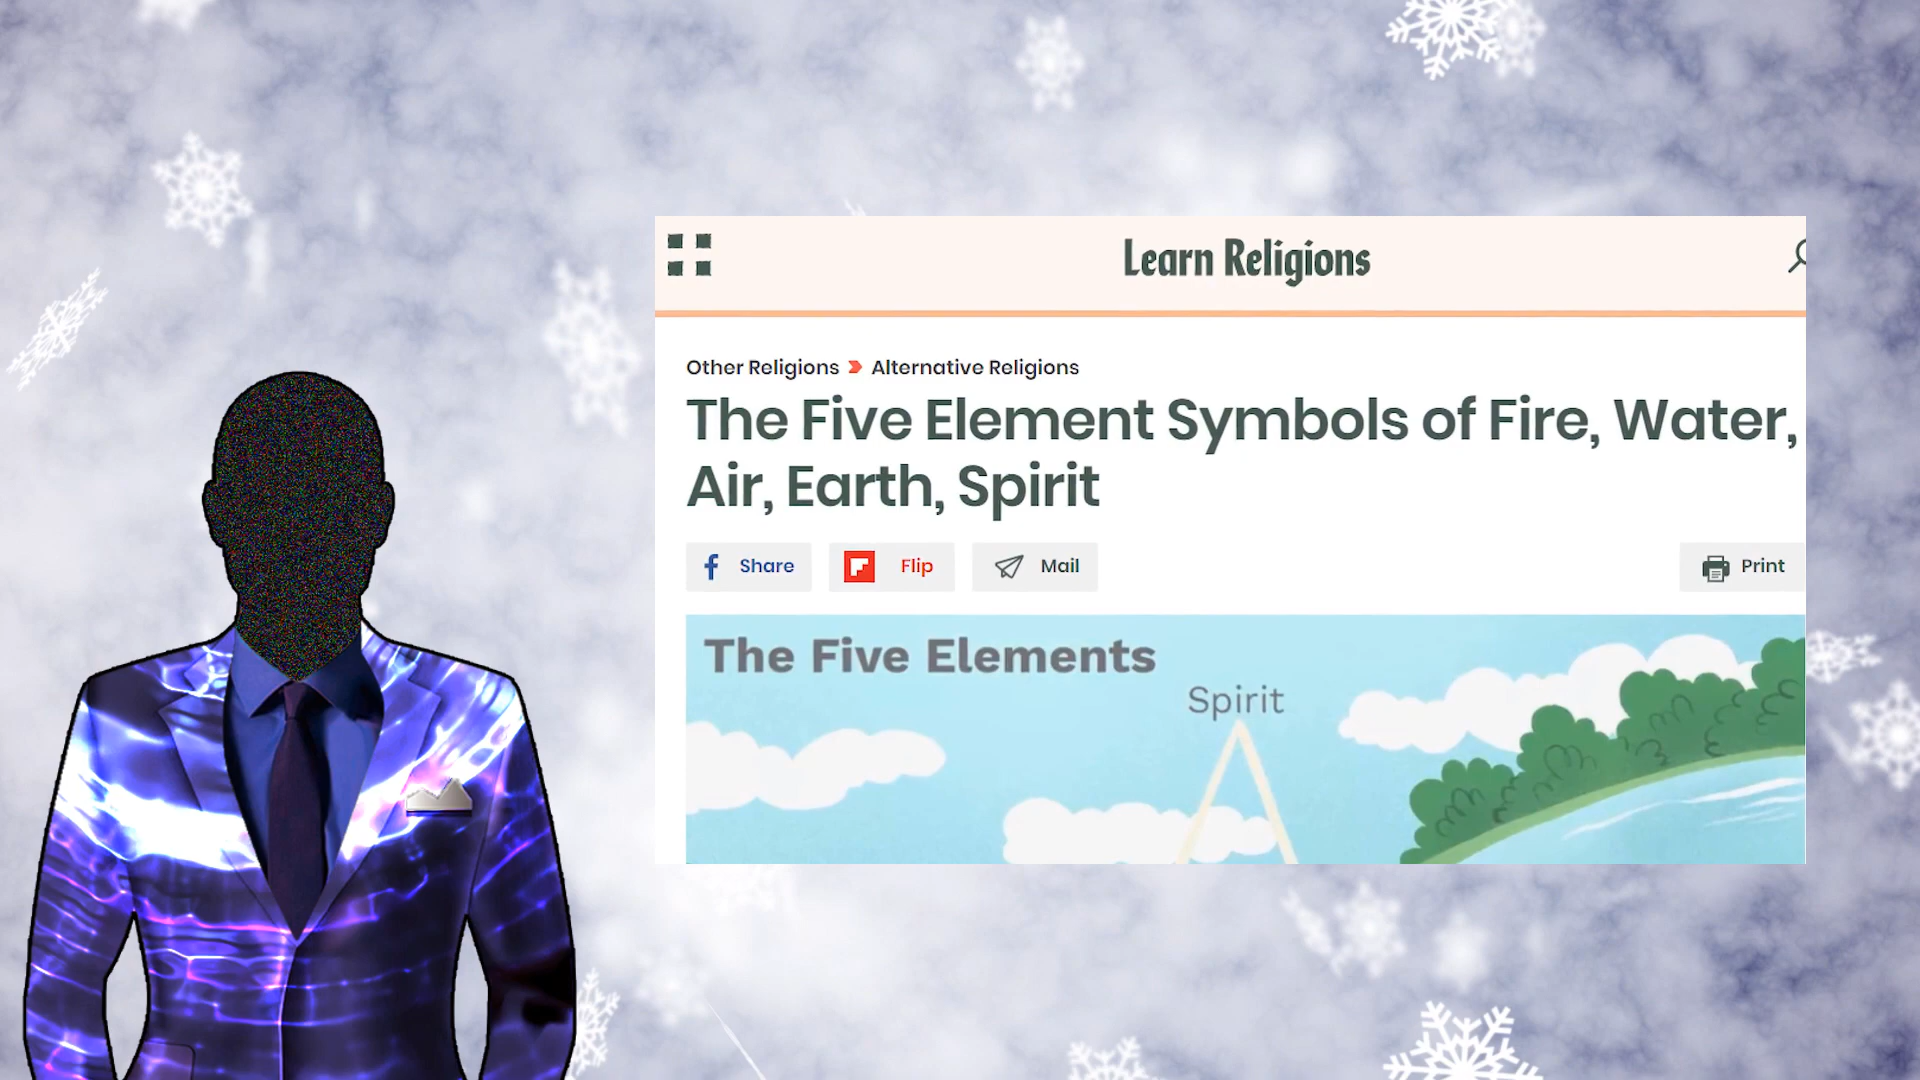 Learn Religions
Other Religions Alternative Religions
The Five Element Symbols of Fire, Water,
Air, Earth, Spirit
Share Flip Mail Print
The Five Elements
Spirit